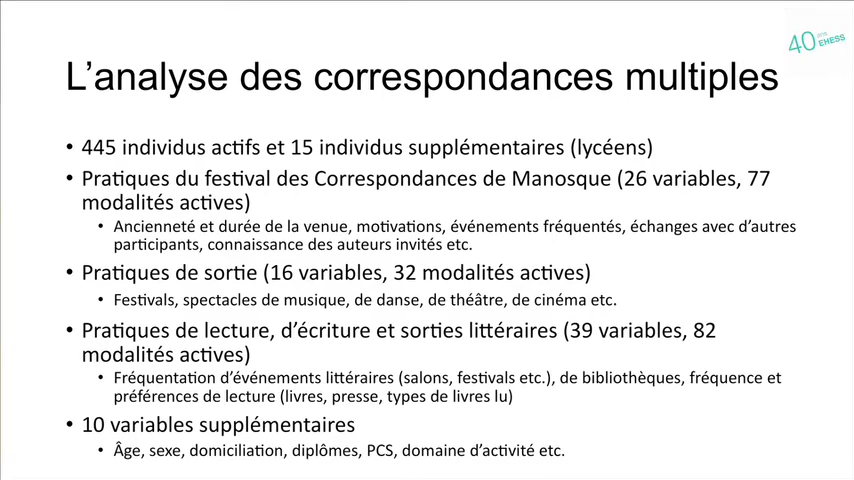 40 ans
EHESS
L'analyse des correspondances multiples
• 445 individus actifs et 15 individus supplémentaires (lycéens)
• Pratiques du festival des Correspondances de Manosque (26 variables, 77
modalités actives)
• Ancienneté et durée de la venue, motivations, événements fréquentés, échanges avec d'autres
participants, connaissance des auteurs invités etc.
• Pratiques de sortie (16 variables, 32 modalités actives)
• Festivals, spectacles de musique, de danse, de théâtre, de cinéma etc.
• Pratiques de lecture, d'écriture et sorties littéraires (39 variables, 82
modalités actives)
• Fréquentation d'événements littéraires (salons, festivals etc.), de bibliothèques, fréquence et
préférences de lecture (livres, presse, types de livres lu)
• 10 variables supplémentaires
• Âge, sexe, domiciliation, diplômes, PCS, domaine d'activité etc.